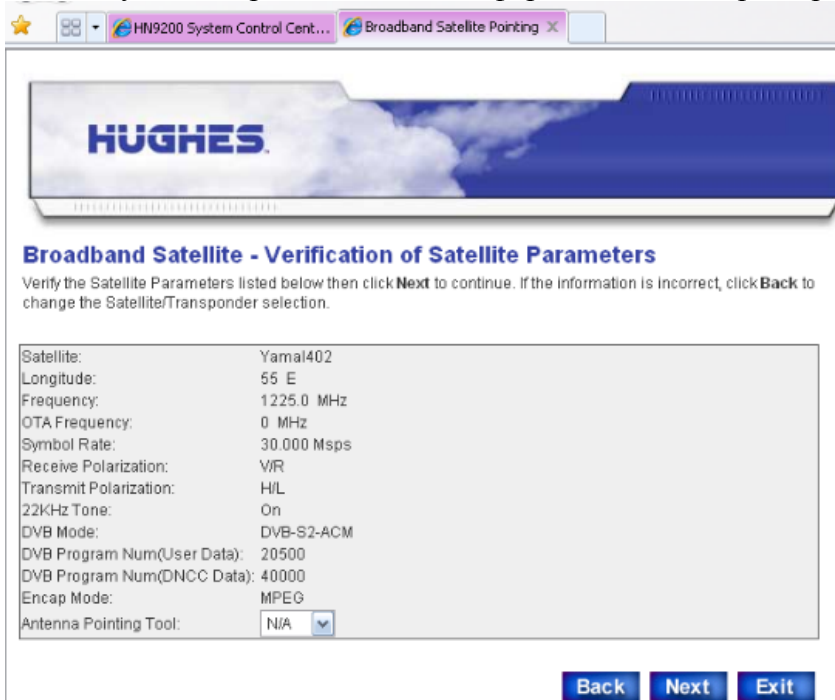 HN9200 System Control Cent... Broadband Satellite Pointing
HUGHES.
Broadband Satellite - Verification of Satellite Parameters
Verify the Satellite Parameters listed below then click Next to continue. If the information is incorrect, click Back to
change the Satellite/Transponder selection.
Satellite: Yamal402
Longitude: 55 E
Frequency: 1225.0 MHz
OTA Frequency: 0 MHz
Symbol Rate: 30.000 Msps
Receive Polarization: V/R
Transmit Polarization: H/L
22KHz Tone: On
DVB Mode: DVB-S2-ACM
DVB Program Num(User Data): 20500
DVB Program Num(DNCC Data): 40000
Encap Mode: MPEG
Antenna Pointing Tool: N/A
Back Next Exit